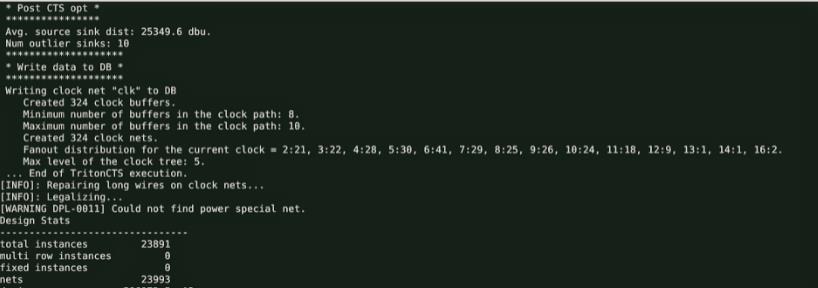 * Post CTS opt *
****************
Avg. source sink dist: 25349.6 dbu.
Num outlier sinks: 10
********************
* Write data to DB *
********************
Writing clock net "clk" to DB
Created 324 clock buffers.
Minimum number of buffers in the clock path: 8.
Maximum number of buffers in the clock path: 10.
Created 324 clock nets.
Fanout distribution for the current clock = 2:21, 3:22, 4:28, 5:30, 6:41, 7:29, 8:25, 9:26, 10:24, 11:18, 12:9, 13:1, 14:1, 16:2.
Max level of the clock tree: 5.
... End of TritonCTS execution.
[INFO]: Repairing long wires on clock nets...
[INFO]: Legalizing...
[WARNING DPL-0011] Could not find power special net.
Design Stats
--------------------------------
total instances 23891
multi row instances 0
fixed instances 0
nets 23993